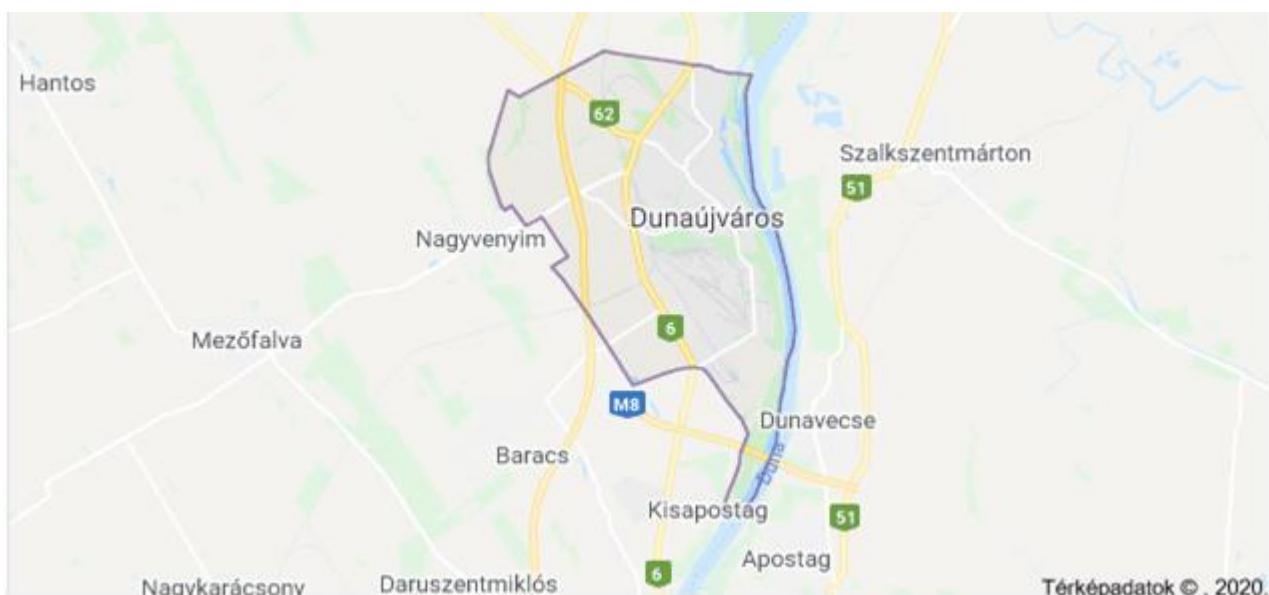 Hantos
62
Szalkszentmárton
51
Dunaújváros
Nagyvenyim
6
Mezőfalva
M8
Dunavecse
Baracs
Duna
Kisapostag
51
Apostag
6
Daruszentmiklós
Nagykarácsony
Térképadatok © , 2020.